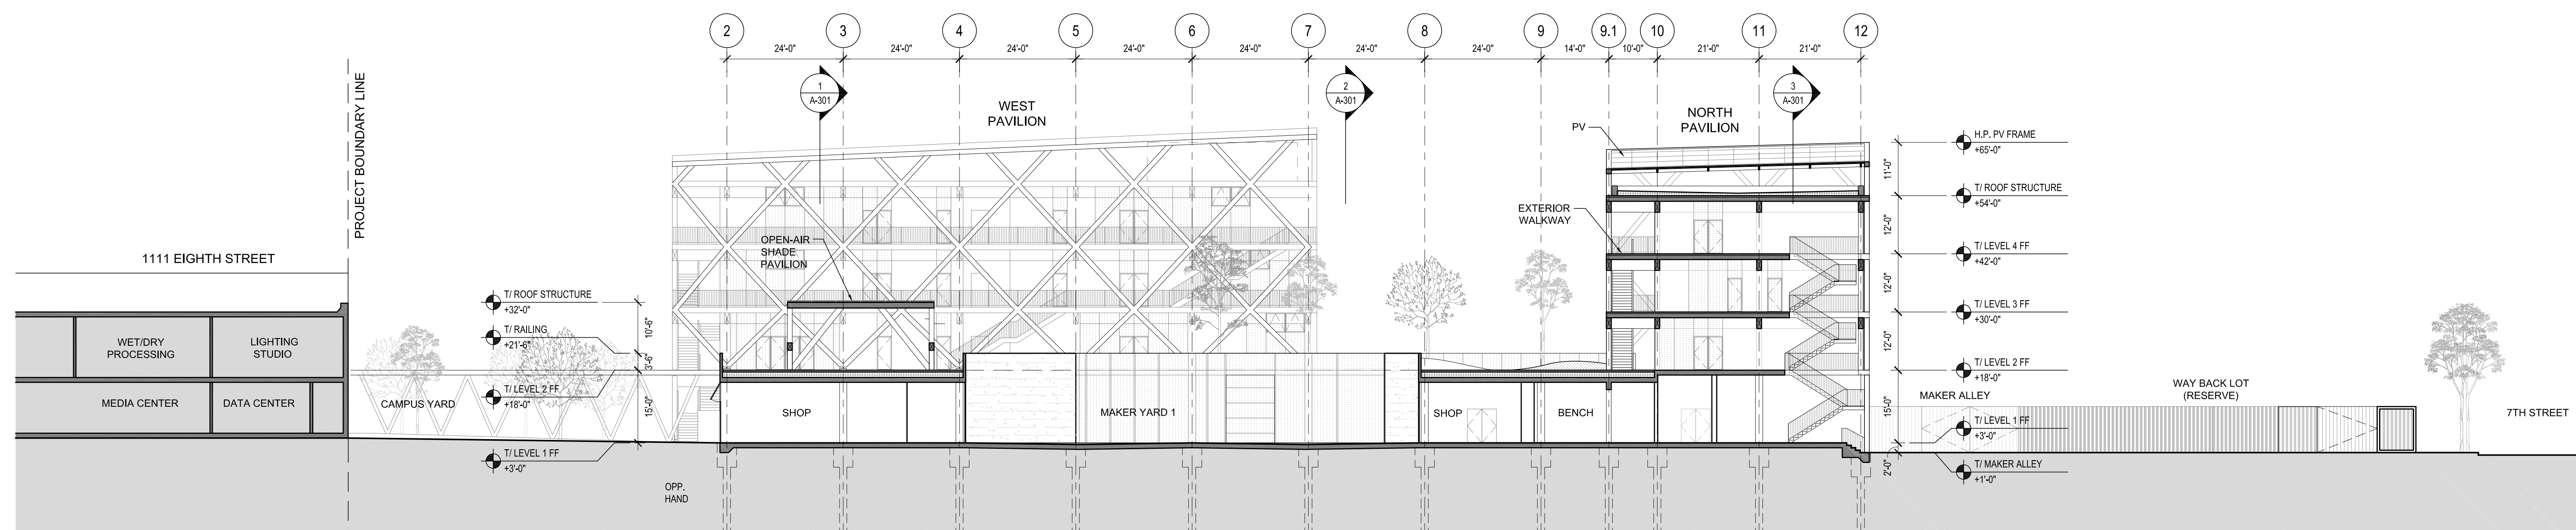 2 3 4 5 6 7 8 9 9.1 10 11 12
24'-0" 24'-0" 24'-0" 24'-0" 24'-0" 24'-0" 24'-0" 14'-0" 10'-0" 21'-0" 21'-0"
PROJECT BOUNDARY LINE
1
A-301
2
A-301
3
A-301
WEST
PAVILION
NORTH
PAVILION
PV
EXTERIOR
WALKWAY
OPEN-AIR
SHADE
PAVILION
1111 EIGHTH STREET
WET/DRY
PROCESSING
LIGHTING
STUDIO
MEDIA CENTER
DATA CENTER
CAMPUS YARD
T/ ROOF STRUCTURE
+32'-0"
T/ RAILING
+21'-6"
T/ LEVEL 2 FF
+18'-0"
T/ LEVEL 1 FF
+3'-0"
10'-6"
3'-6"
15'-0"
OPP.
HAND
SHOP
MAKER YARD 1
SHOP
BENCH
H.P. PV FRAME
+65'-0"
T/ ROOF STRUCTURE
+54'-0"
T/ LEVEL 4 FF
+42'-0"
T/ LEVEL 3 FF
+30'-0"
T/ LEVEL 2 FF
+18'-0"
T/ LEVEL 1 FF
+3'-0"
T/ MAKER ALLEY
+1'-0"
11'-0"
12'-0"
12'-0"
12'-0"
15'-0"
2'-0"
MAKER ALLEY
WAY BACK LOT
(RESERVE)
7TH STREET